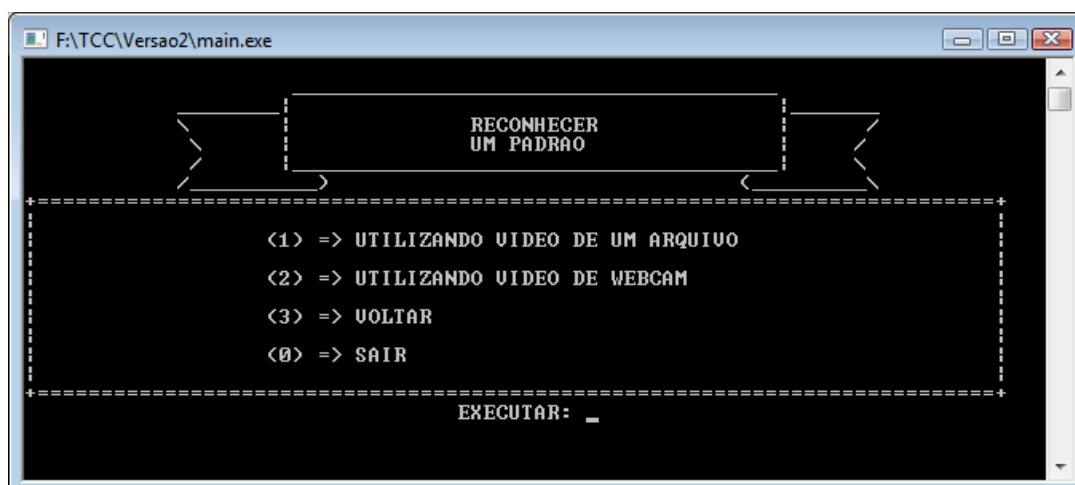 F:\TCC\Versao2\main.exe
RECONHECER
UM PADRAO
(1) => UTILIZANDO VIDEO DE UM ARQUIVO
(2) => UTILIZANDO VIDEO DE WEBCAM
(3) => VOLTAR
(0) => SAIR
EXECUTAR: _